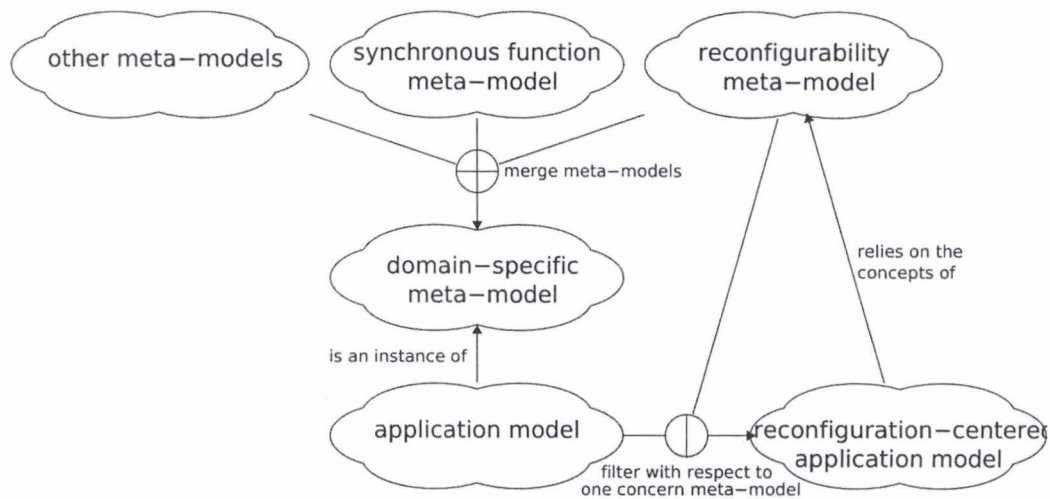 other meta−models
synchronous function
meta−model
reconfigurability
meta−model
merge meta−models
domain−specific
meta−model
relies on the
concepts of
is an instance of
application model
reconfiguration−centered
application model
filter with respect to
one concern meta−model